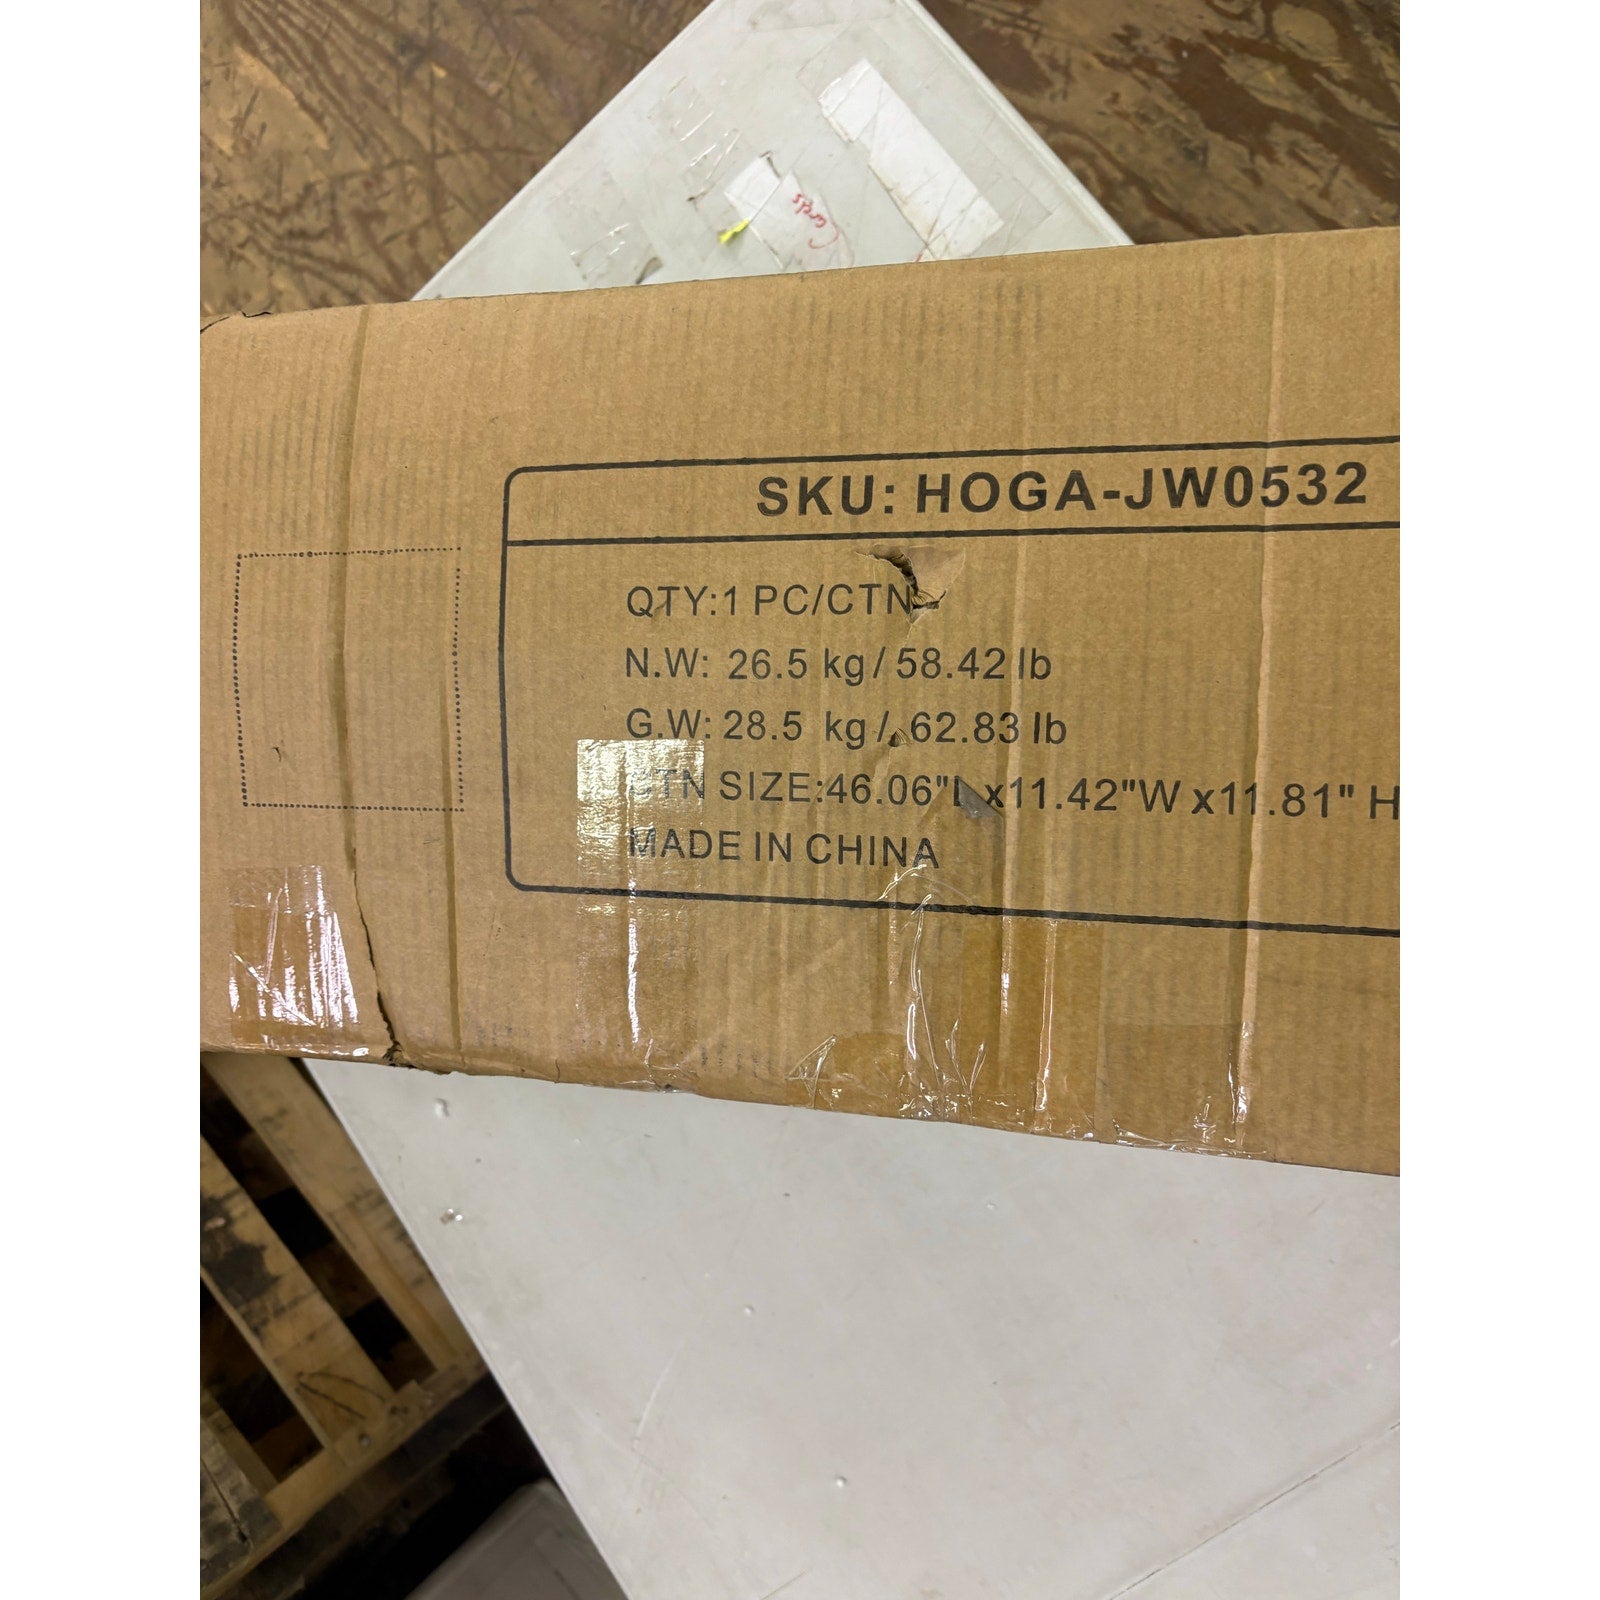 Cords
SKU: HOGA-JW0532
QTY:1 PC/CTN
N.W: 26.5 kg / 58.42 lb
G.W: 28.5 kg / 62.83 lb
CTN SIZE:46.06"L x11.42"W x11.81" H
MADE IN CHINA